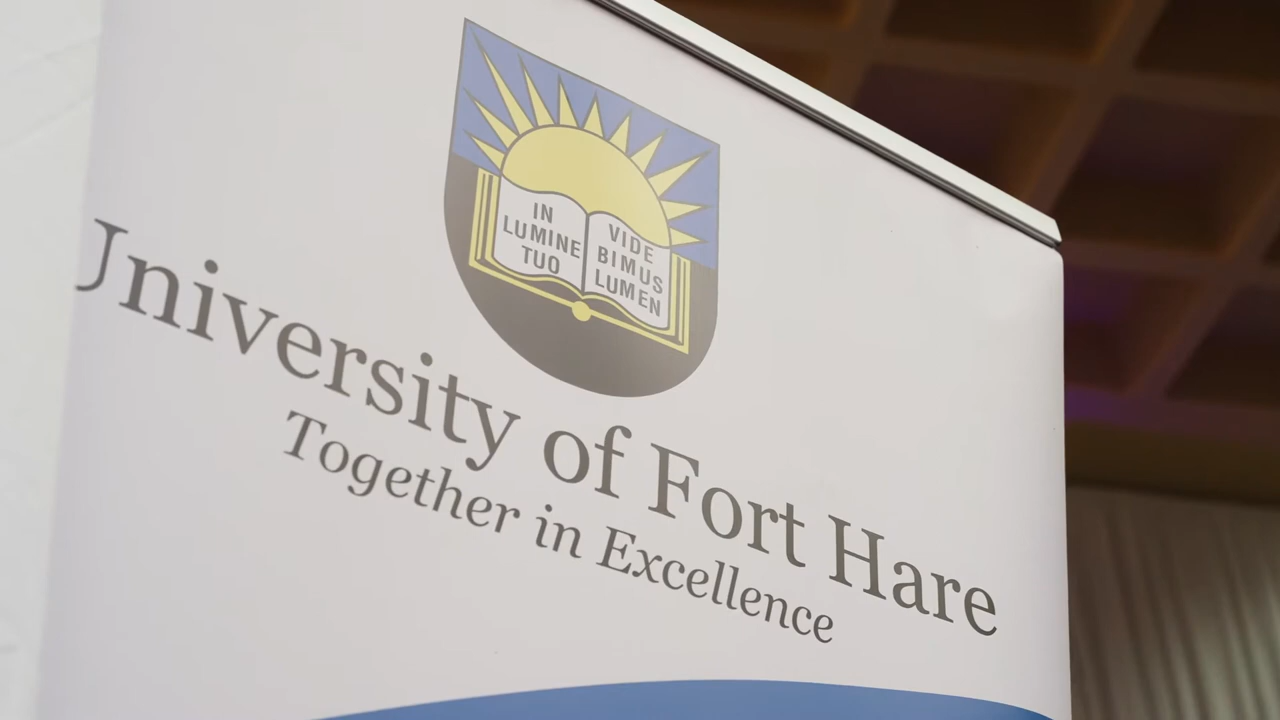 IN
LUMINE
TUO
VIDE
BIMUS
LUMEN
University of Fort Hare
Together in Excellence